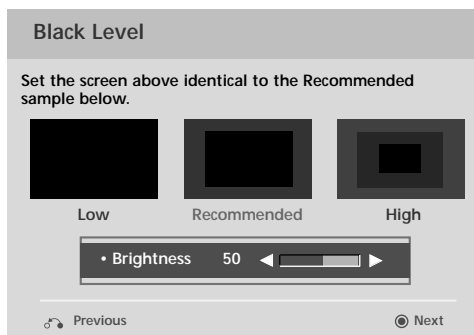 Black Level
Set the screen above identical to the Recommended
sample below.
Low Recommended High
• Brightness 50
Previous Next